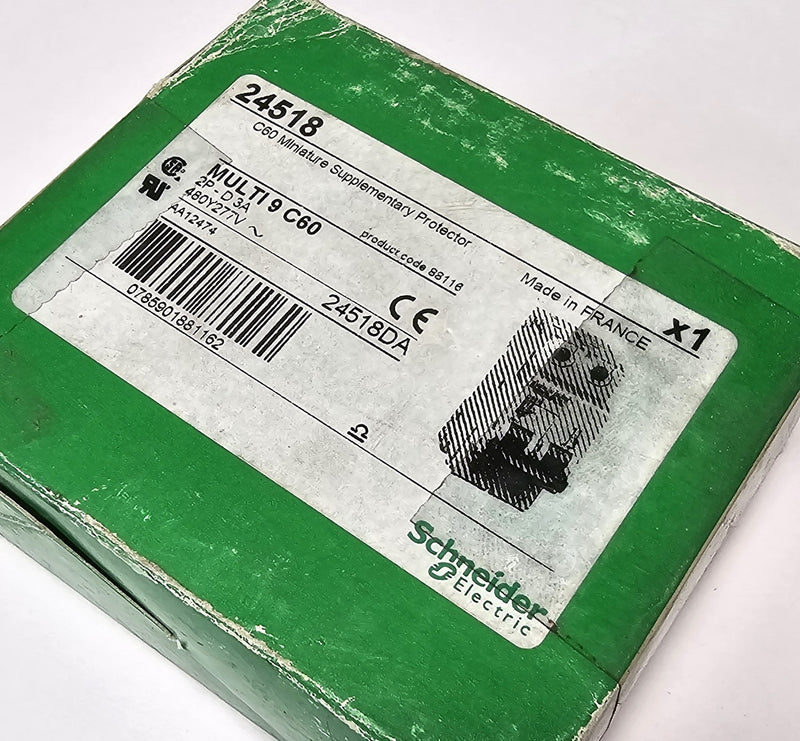 24518
C60 Miniature Supplementary Protector
MULTI 9 C60
2P - D 3A
480Y277V ~
AA12474
product code 88116
0785901881162
24518DA
CE
Made in FRANCE
x1
Schneider
Electric